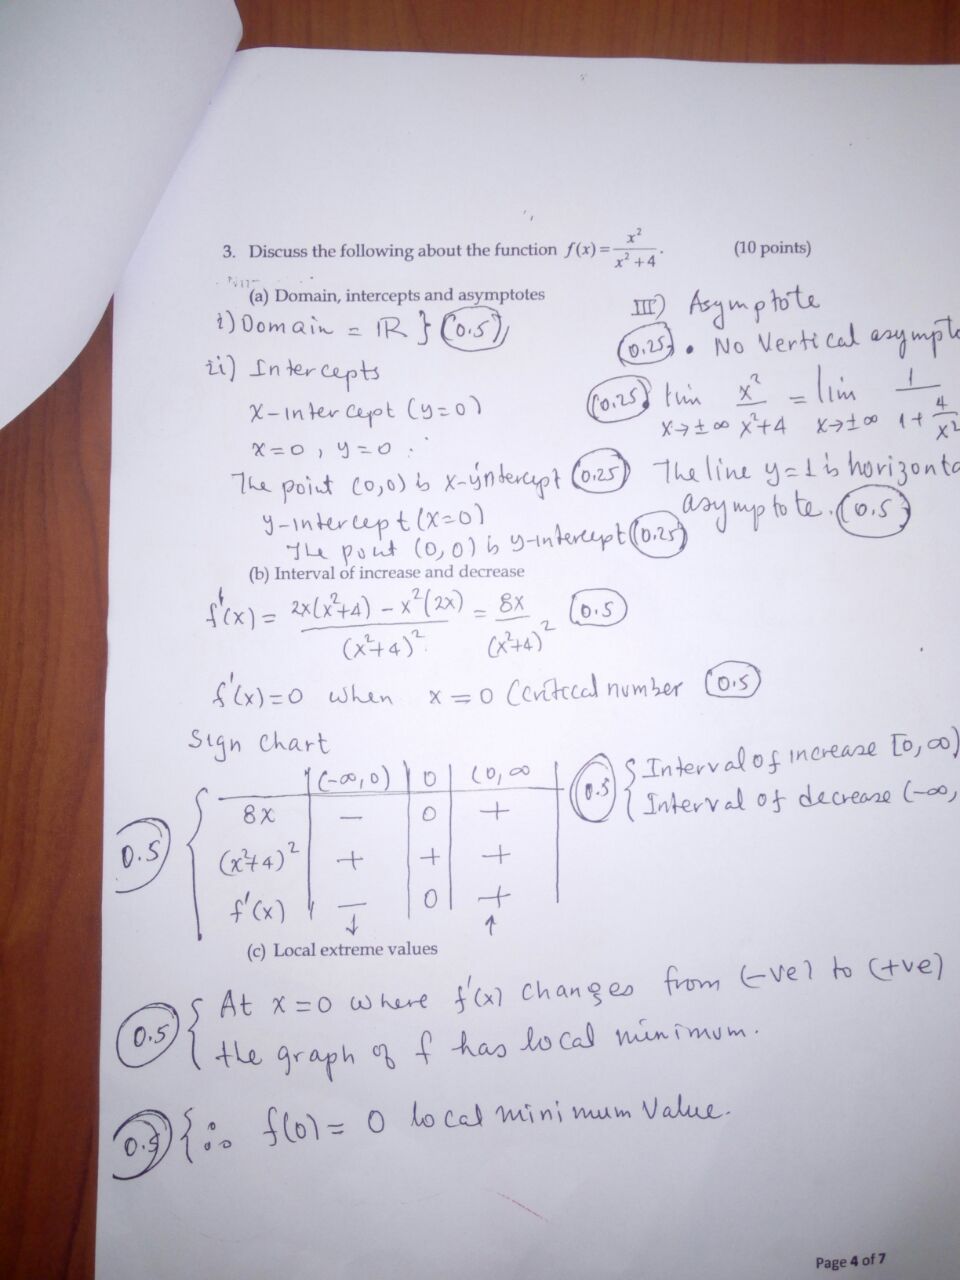 3. Discuss the following about the function f(x) = x²/(x² + 4). (10 points)
(a) Domain, intercepts and asymptotes
i) Domain = ℝ } (0.5)
ii) Intercepts
x-intercept (y=0)
x=0, y=0
The point (0,0) is x-intercept (0.25)
y-intercept (x=0)
The point (0,0) is y-intercept (0.25)
III) Asymptote
(0.25) • No Vertical
(0.25) lim x→±∞ x²/(x²+4) = lim x→±∞ 1/(1+4/x²
The line y=1 is
asymptote. (0.5)
(b) Interval of increase and decrease
f'(x) = (2x(x²+4) – x²(2x))/(x²+4)² = 8x/(x²+4)² (0.5)
f'(x)=0 when x=0 (critical number (0.5)
Sign Chart
(-∞,0) | 0 | (0,∞
8x | – | 0 | +
(x²+4)² | + | + | +
f'(x) | – | 0 | +
↓ ↑
0.5
0.5 { Interval of increase [0,∞)
Interval of decrease (-∞,
(c) Local extreme values
0.5 { At x=0 where f'(x) changes from (-ve) to (+ve)
the graph of f has local minimum.
0.5 { ∴ f(0) = 0 local minimum Value.
Page 4 of 7